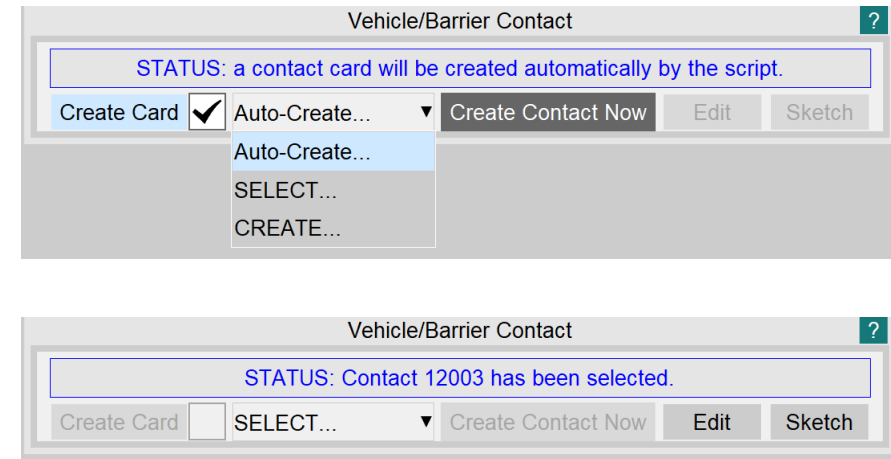 Vehicle/Barrier Contact ?
STATUS: a contact card will be created automatically by the script.
Create Card Auto-Create... Create Contact Now Edit Sketch
Auto-Create...
SELECT...
CREATE...
Vehicle/Barrier Contact ?
STATUS: Contact 12003 has been selected.
Create Card SELECT... Create Contact Now Edit Sketch